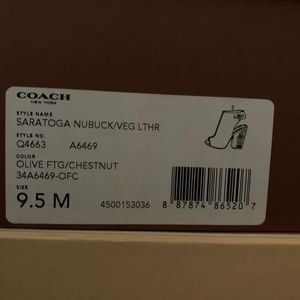 COACH
NEW YORK
STYLE NAME
SARATOGA NUBUCK/VEG LTHR
STYLE NO.
Q4663 A6469
COLOR
OLIVE FTG/CHESTNUT
34A6469-OFC
SIZE
9.5 M 4500153036 8 87874 86520 7